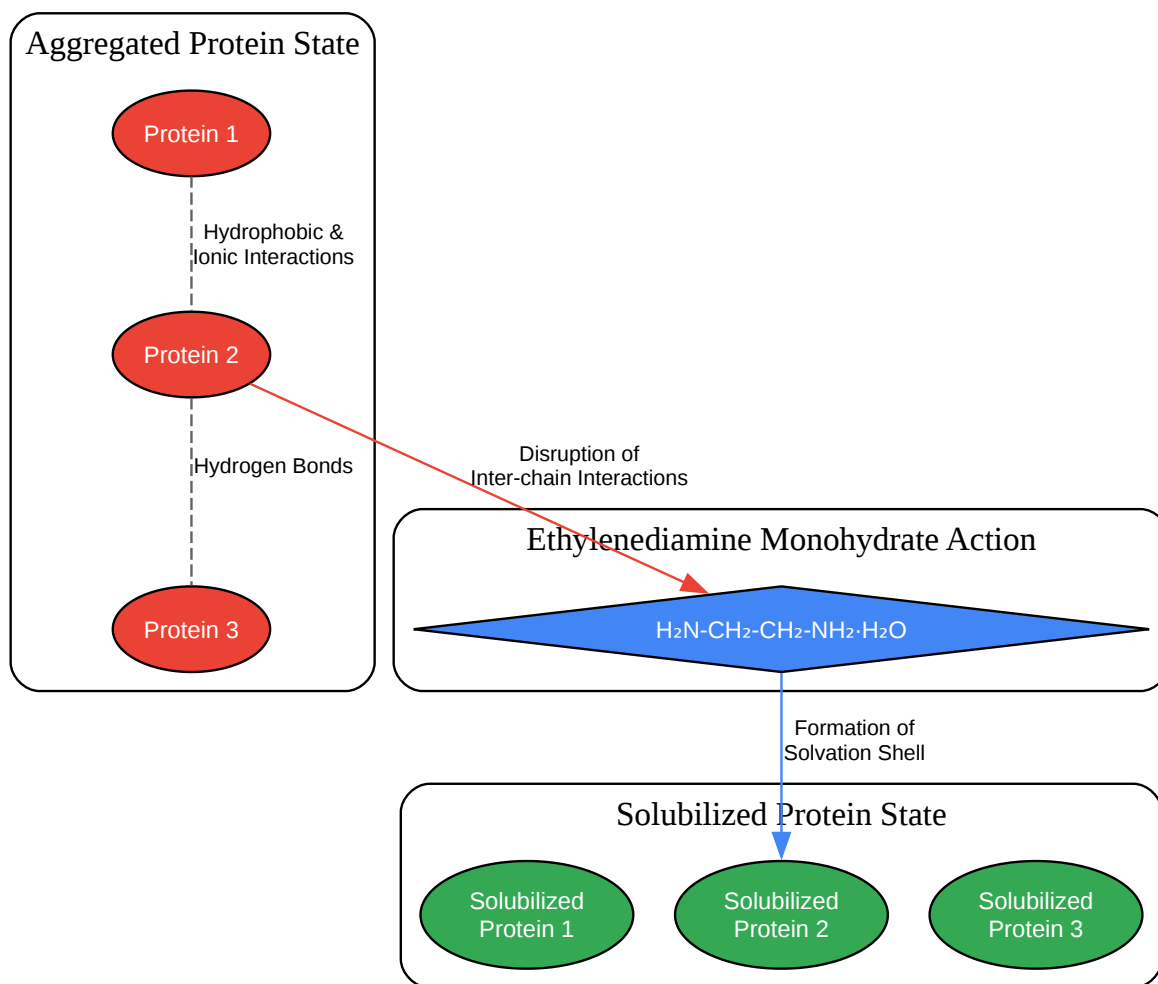 Aggregated Protein State
Protein 1
Hydrophobic &
Ionic Interactions
Protein 2
Hydrogen Bonds
Protein 3
Disruption of
Inter-chain Interactions
Ethylenediamine Monohydrate Action
H₂N-CH₂-CH₂-NH₂·H₂O
Formation of
Solvation Shell
Solubilized Protein State
Solubilized
Protein 1
Solubilized
Protein 2
Solubilized
Protein 3